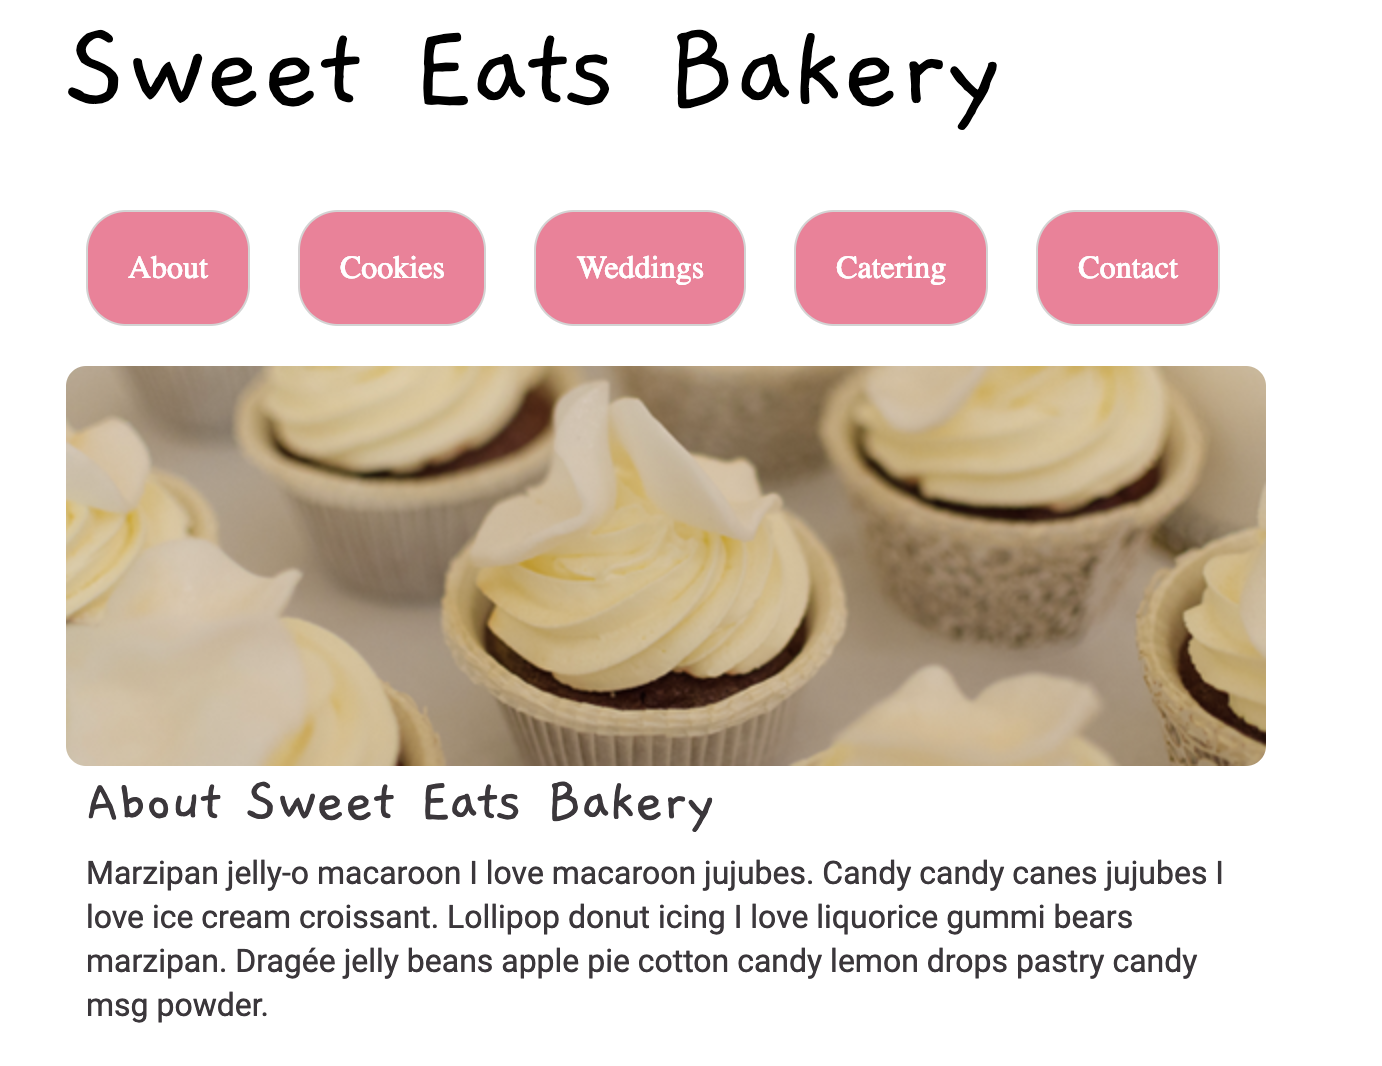 Sweet Eats Bakery
About
Cookies
Weddings
Catering
Contact
About Sweet Eats Bakery
Marzipan jelly-o macaroon I love macaroon jujubes. Candy candy canes jujubes I
love ice cream croissant. Lollipop donut icing I love liquorice gummi bears
marzipan. Dragée jelly beans apple pie cotton candy lemon drops pastry candy
msg powder.